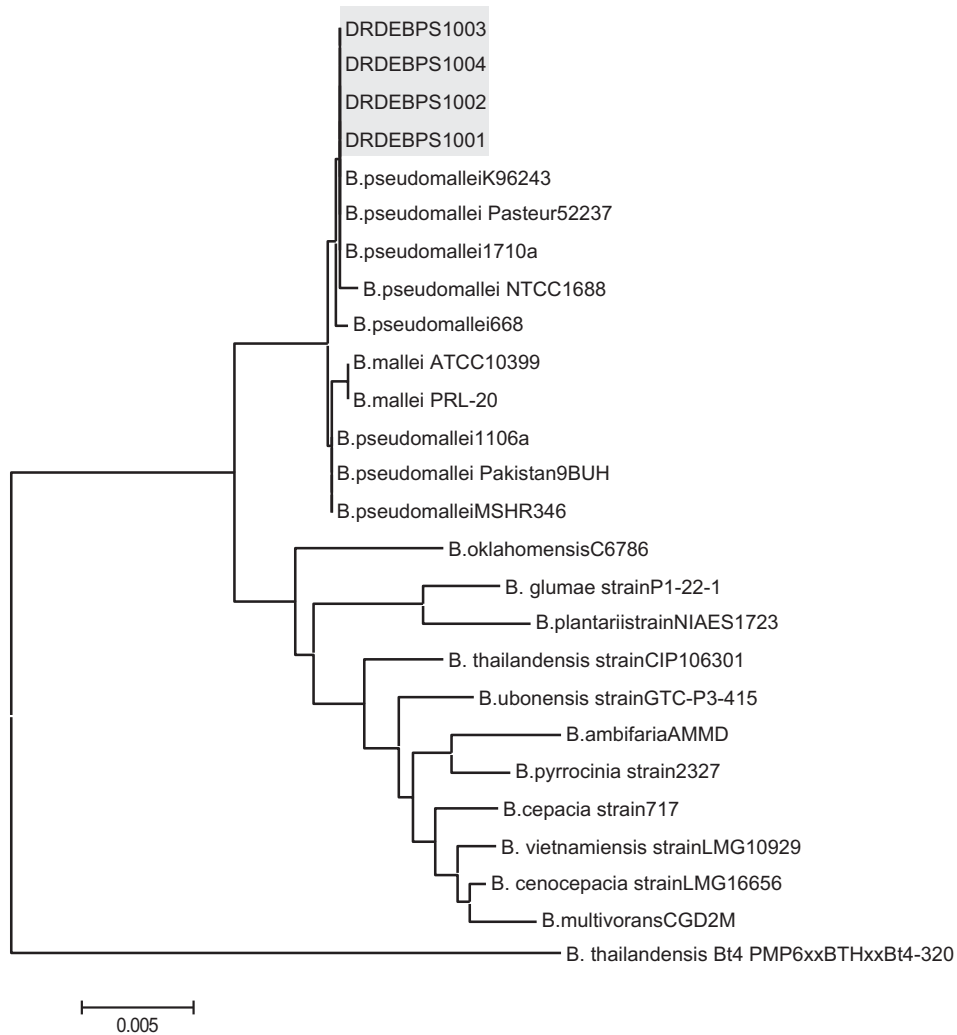 DRDEBPS1003
DRDEBPS1004
DRDEBPS1002
DRDEBPS1001
B.pseudomalleiK96243
B.pseudomallei Pasteur52237
B.pseudomallei1710a
B.pseudomallei NTCC1688
B.pseudomallei668
B.mallei ATCC10399
B.mallei PRL-20
B.pseudomallei1106a
B.pseudomallei Pakistan9BUH
B.pseudomalleiMSHR346
B.oklahomensisC6786
B. glumae strainP1-22-1
B.plantariistrainNIAES1723
B. thailandensis strainCIP106301
B.ubonensis strainGTC-P3-415
B.ambifariaAMMD
B.pyrrocinia strain2327
B.cepacia strain717
B. vietnamiensis strainLMG10929
B. cenocepacia strainLMG16656
B.multivoransCGD2M
B. thailandensis Bt4 PMP6xxBTHxxBt4-320
0.005